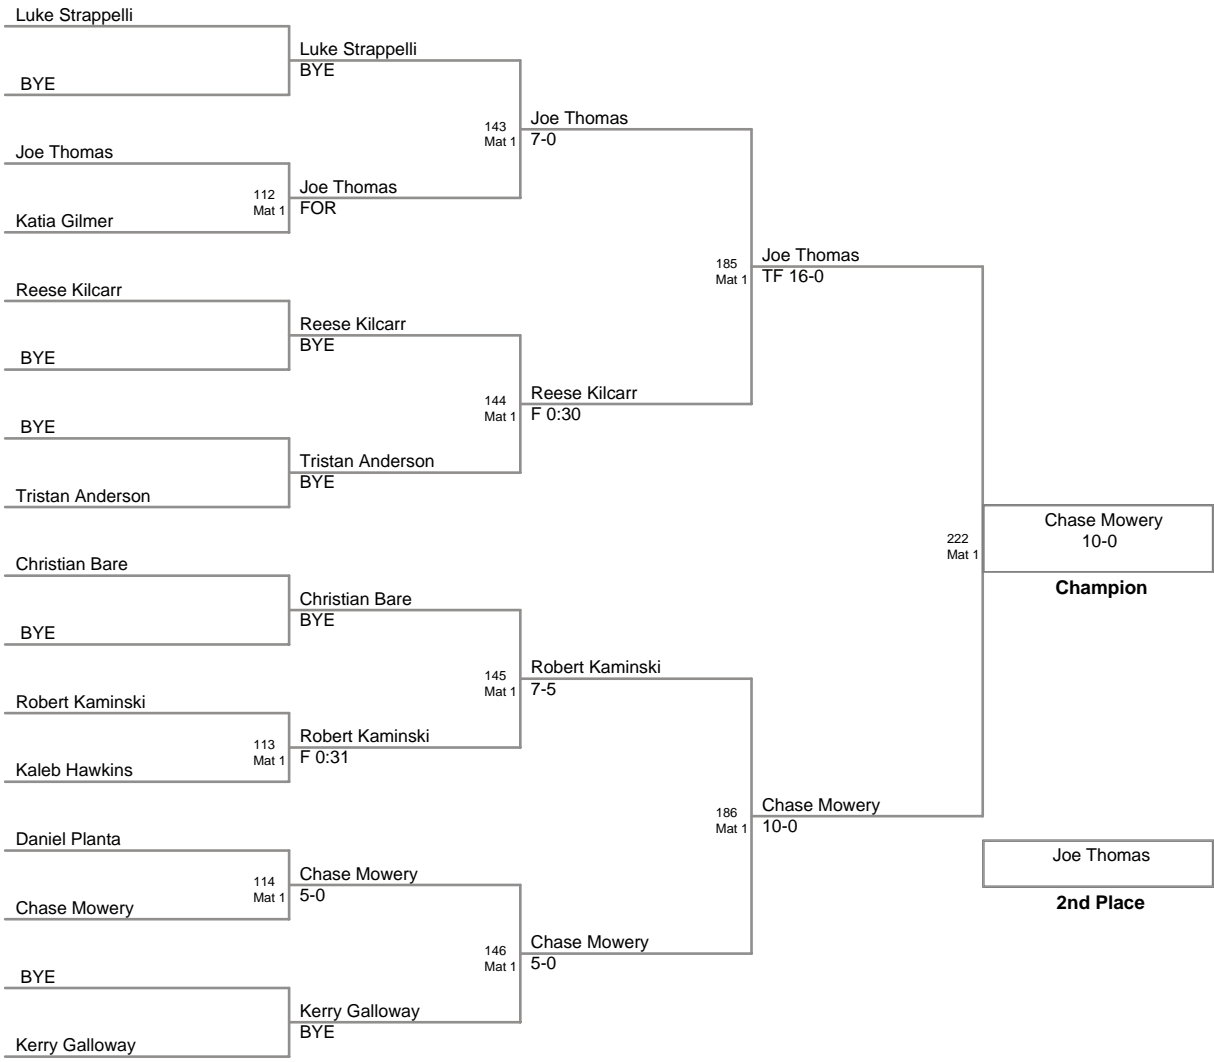 Luke Strappelli
Luke Strappelli
BYE
BYE
143
Mat 1
Joe Thomas
7-0
Joe Thomas
112
Mat 1
Joe Thomas
FOR
Katia Gilmer
185
Mat 1
Joe Thomas
TF 16-0
Reese Kilcarr
Reese Kilcarr
BYE
BYE
144
Mat 1
Reese Kilcarr
F 0:30
BYE
Tristan Anderson
BYE
Tristan Anderson
222
Mat 1
Chase Mowery
10-0
Champion
Christian Bare
Christian Bare
BYE
BYE
145
Mat 1
Robert Kaminski
7-5
Robert Kaminski
113
Mat 1
Robert Kaminski
F 0:31
Kaleb Hawkins
186
Mat 1
Chase Mowery
10-0
Daniel Planta
Joe Thomas
2nd Place
114
Mat 1
Chase Mowery
5-0
Chase Mowery
146
Mat 1
Chase Mowery
5-0
BYE
Kerry Galloway
BYE
Kerry Galloway